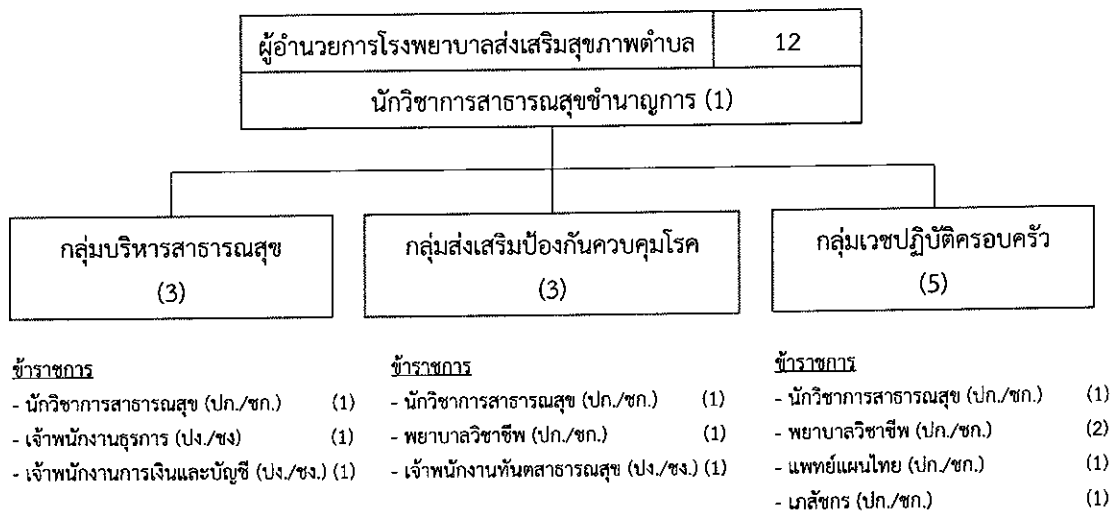 ผู้อำนวยการโรงพยาบาลส่งเสริมสุขภาพตำบล 12
นักวิชาการสาธารณสุขชำนาญการ (1)
กลุ่มบริหารสาธารณสุข
(3)
กลุ่มส่งเสริมป้องกันควบคุมโรค
(3)
กลุ่มเวชปฏิบัติครอบครัว
(5)
ข้าราชการ
- นักวิชาการสาธารณสุข (ปก./ชก.) (1)
- เจ้าพนักงานธุรการ (ปง./ชง) (1)
- เจ้าพนักงานการเงินและบัญชี (ปง./ชง.) (1)
ข้าราชการ
- นักวิชาการสาธารณสุข (ปก./ชก.) (1)
- พยาบาลวิชาชีพ (ปก./ชก.) (1)
- เจ้าพนักงานทันตสาธารณสุข (ปง./ชง.) (1)
ข้าราชการ
- นักวิชาการสาธารณสุข (ปก./ชก.) (1)
- พยาบาลวิชาชีพ (ปก./ชก.) (2)
- แพทย์แผนไทย (ปก./ชก.) (1)
- เภสัชกร (ปก./ชก.) (1)